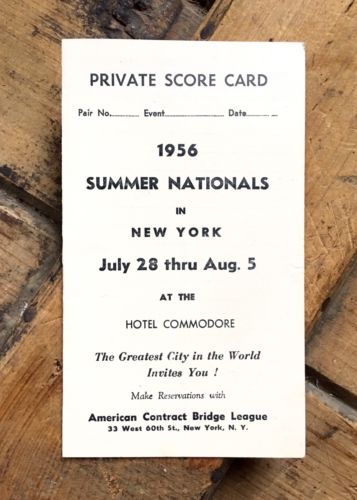 PRIVATE SCORE CARD
Pair No............ Event........................ Date.............
1956
SUMMER NATIONALS
IN
NEW YORK
July 28 thru Aug. 5
AT THE
HOTEL COMMODORE
The Greatest City in the World
Invites You !
Make Reservations with
American Contract Bridge League
33 West 60th St., New York, N. Y.